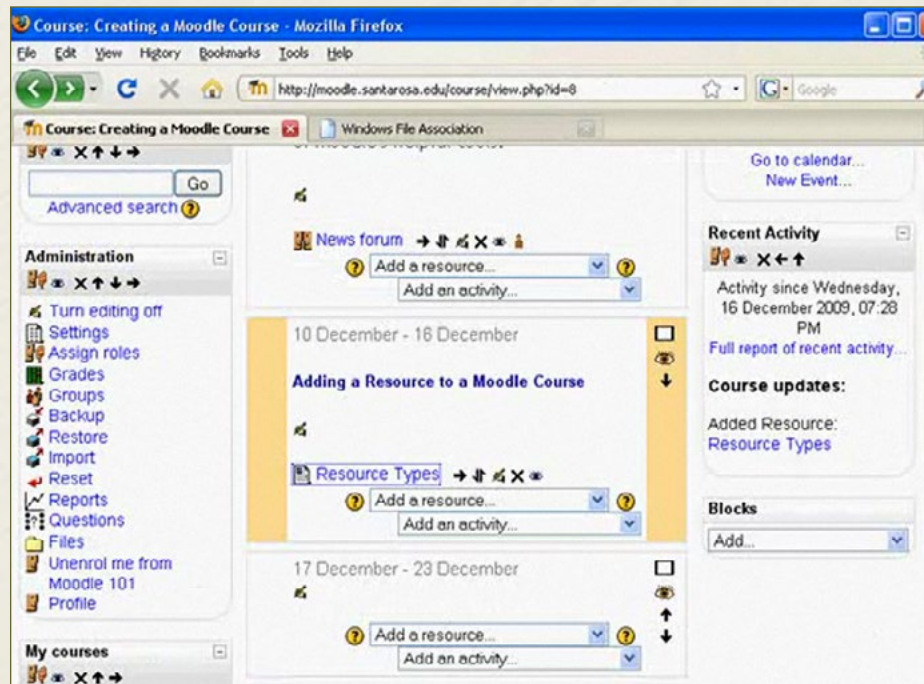 Course: Creating a Moodle Course - Mozilla Firefox
File Edit View History Bookmarks Tools Help
http://moodle.santarosa.edu/course/view.php?id=8
Google
Course: Creating a Moodle Course
Windows File Association
Go
Advanced search
Administration
Turn editing off
Settings
Assign roles
Grades
Groups
Backup
Restore
Import
Reset
Reports
Questions
Files
Unenrol me from
Moodle 101
Profile
My courses
News forum
Add a resource...
Add an activity...
10 December - 16 December
Adding a Resource to a Moodle Course
Resource Types
Add a resource...
Add an activity...
17 December - 23 December
Add a resource...
Add an activity...
Go to calendar...
New Event...
Recent Activity
Activity since Wednesday,
16 December 2009, 07:28
PM
Full report of recent activity...
Course updates:
Added Resource:
Resource Types
Blocks
Add...